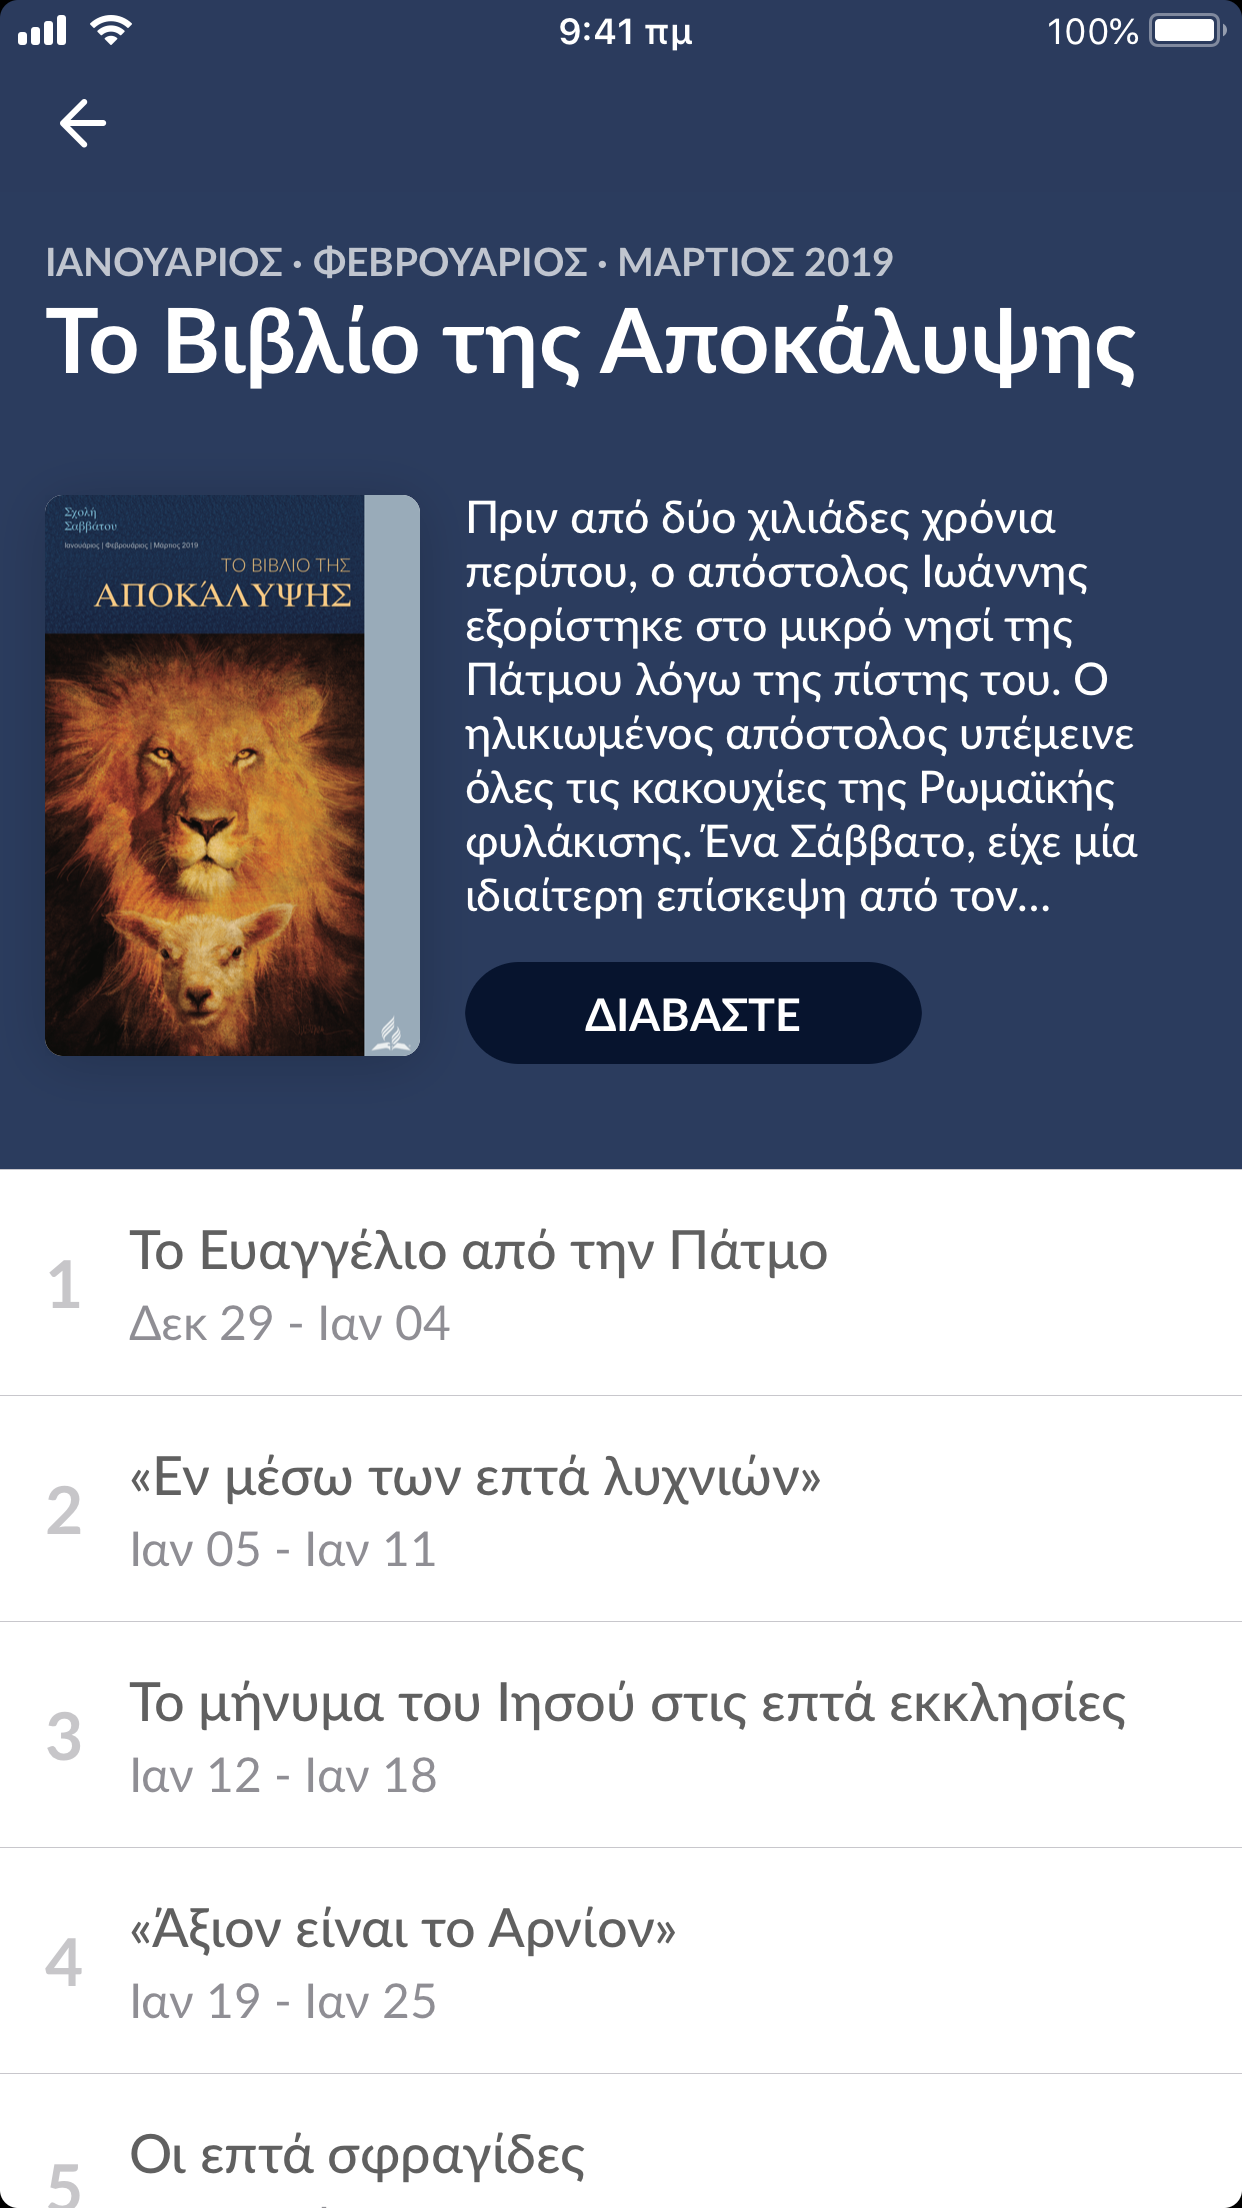 9:41 πμ
100%
ΙΑΝΟΥΑΡΙΟΣ · ΦΕΒΡΟΥΑΡΙΟΣ · ΜΑΡΤΙΟΣ 2019
Το Βιβλίο της Αποκάλυψης
Σχολή
Σαββάτου
Ιανουάριος | Φεβρουάριος | Μάρτιος 2019
ΤΟ ΒΙΒΛΙΟ ΤΗΣ
ΑΠΟΚΆΛΥΨΗΣ
Πριν από δύο χιλιάδες χρόνια
περίπου, ο απόστολος Ιωάννης
εξορίστηκε στο μικρό νησί της
Πάτμου λόγω της πίστης του. Ο
ηλικιωμένος απόστολος υπέμεινε
όλες τις κακουχίες της Ρωμαϊκής
φυλάκισης. Ένα Σάββατο, είχε μία
ιδιαίτερη επίσκεψη από τον...
ΔΙΑΒΑΣΤΕ
1
Το Ευαγγέλιο από την Πάτμο
Δεκ 29 - Ιαν 04
2
«Εν μέσω των επτά λυχνιών»
Ιαν 05 - Ιαν 11
3
Το μήνυμα του Ιησού στις επτά εκκλησίες
Ιαν 12 - Ιαν 18
4
«Άξιον είναι το Αρνίον»
Ιαν 19 - Ιαν 25
5
Οι επτά σφραγίδες